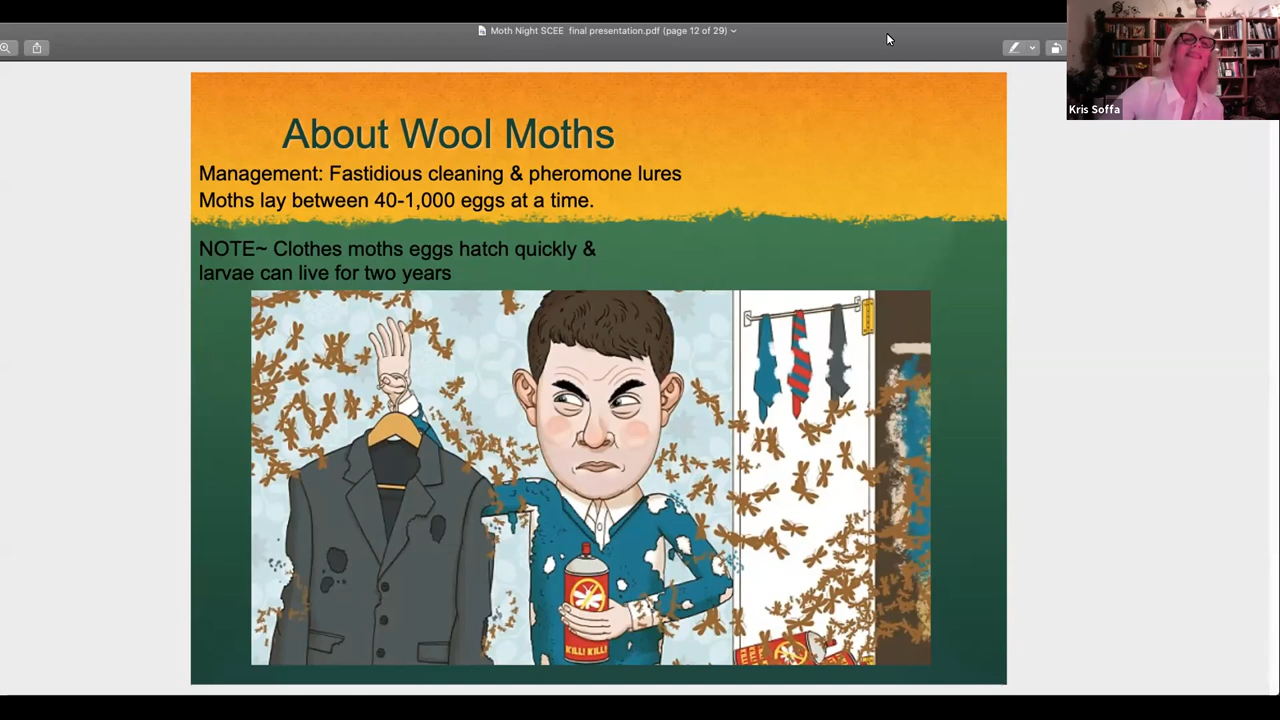 Moth Night SCEE final presentation.pdf (page 12 of 29)
Kris Soffa
About Wool Moths
Management: Fastidious cleaning & pheromone lures
Moths lay between 40-1,000 eggs at a time.
NOTE~ Clothes moths eggs hatch quickly &
larvae can live for two years
KILL! KILL!